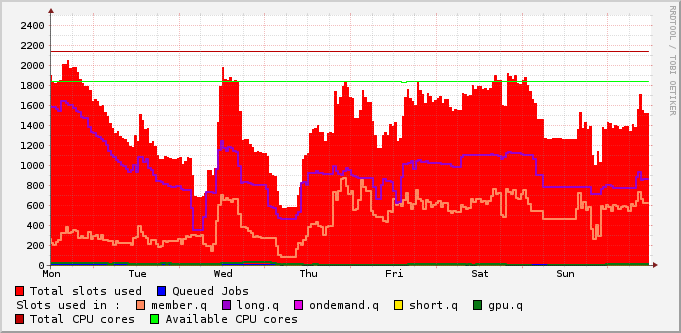 RRDTOOL / TOBI OETIKER
2400
2200
2000
1800
1600
1400
1200
1000
800
600
400
200
0
Mon Tue Wed Thu Fri Sat Sun
Total slots used Queued Jobs
Slots used in : member.q long.q ondemand.q short.q gpu.q
Total CPU cores Available CPU cores